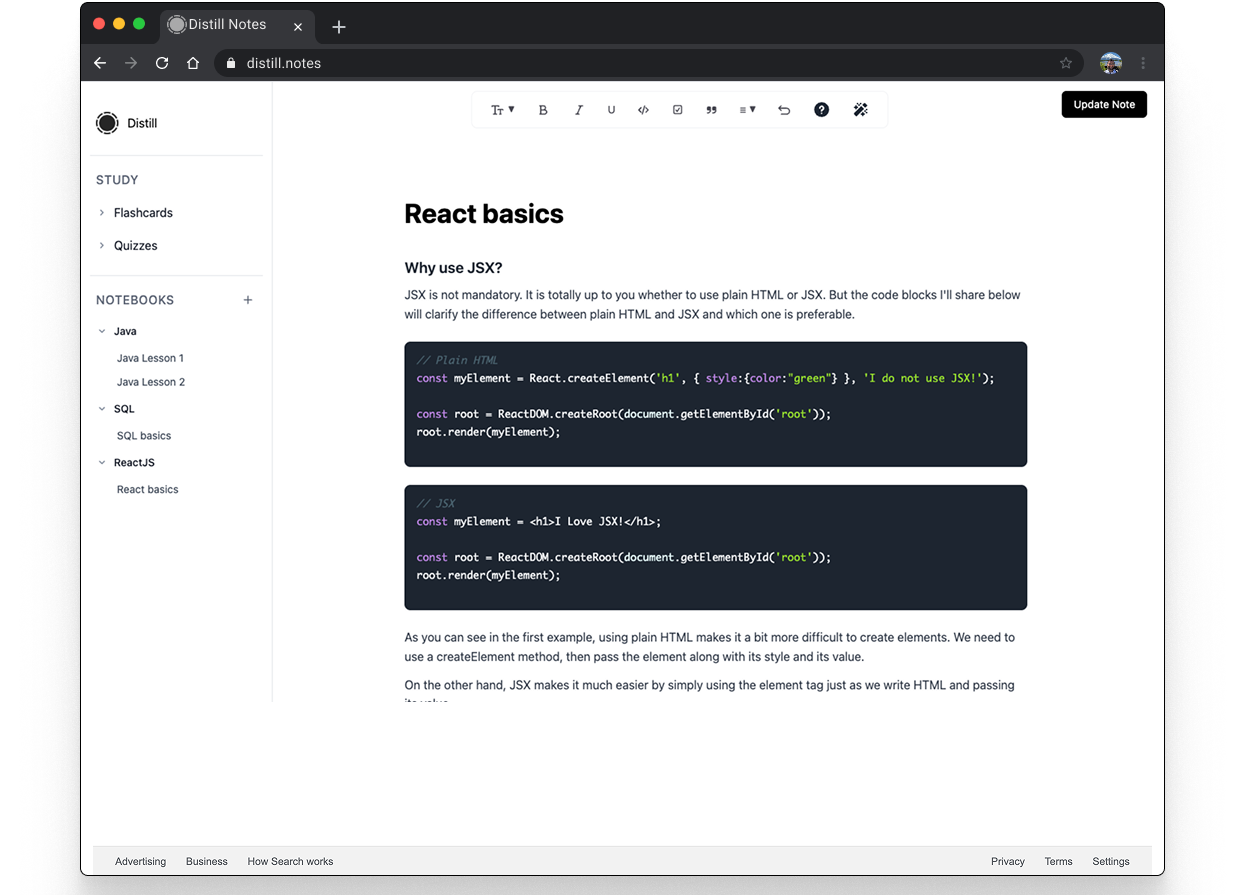 Distill Notes
distill.notes
Distill
Update Note
STUDY
Flashcards
Quizzes
NOTEBOOKS
Java
Java Lesson 1
Java Lesson 2
SQL
SQL basics
ReactJS
React basics
React basics
Why use JSX?
JSX is not mandatory. It is totally up to you whether to use plain HTML or JSX. But the code blocks I'll share below
will clarify the difference between plain HTML and JSX and which one is preferable.
// Plain HTML
const myElement = React.createElement('h1', { style:{color:"green"} }, 'I do not use JSX!');
const root = ReactDOM.createRoot(document.getElementById('root'));
root.render(myElement);
// JSX
const myElement = <h1>I Love JSX!</h1>;
const root = ReactDOM.createRoot(document.getElementById('root'));
root.render(myElement);
As you can see in the first example, using plain HTML makes it a bit more difficult to create elements. We need to
use a createElement method, then pass the element along with its style and its value.
On the other hand, JSX makes it much easier by simply using the element tag just as we write HTML and passing
Advertising Business How Search works Privacy Terms Settings